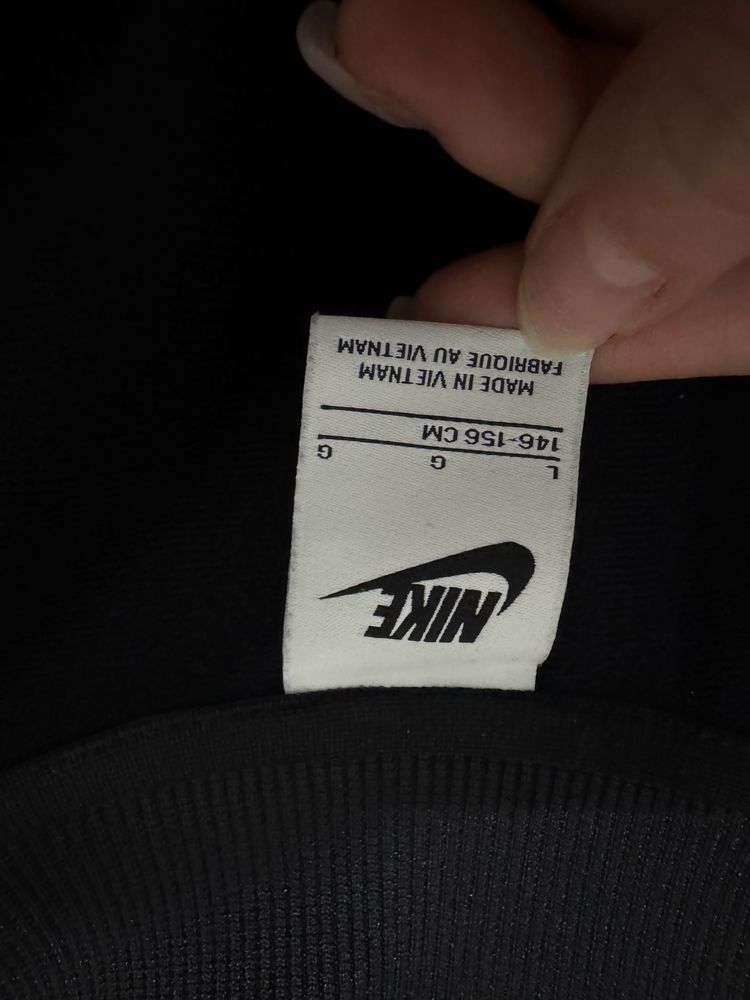 NIKE
L G G
146-156 CM
MADE IN VIETNAM
FABRIQUE AU VIETNAM